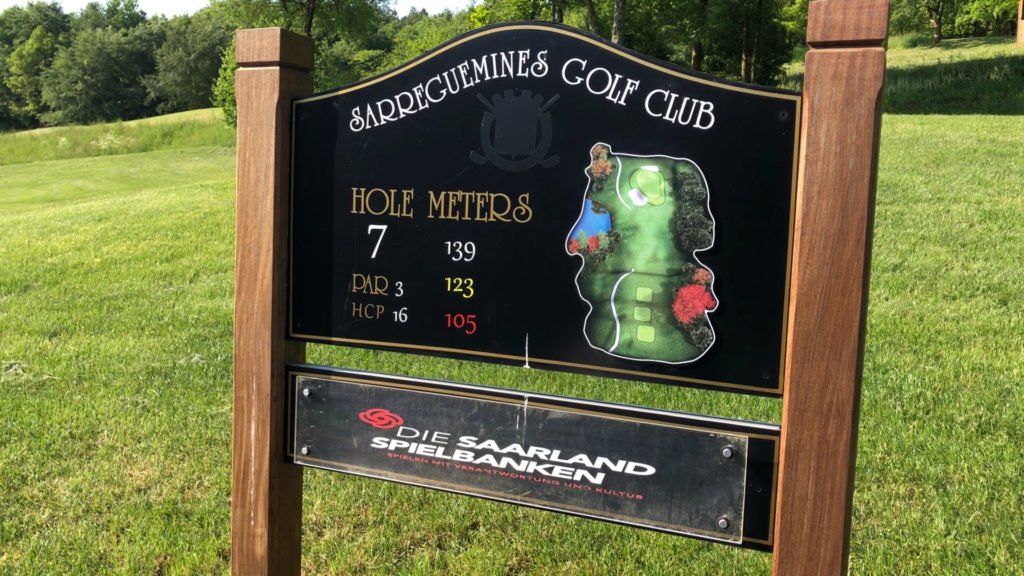 SARREGUEMINES GOLF CLUB
HOLE METERS
7 139
PAR 3 123
HCP 16 105
DIE SAARLAND
SPIELBANKEN
SPIELEN MIT VERANTWORTUNG UND KULTUR